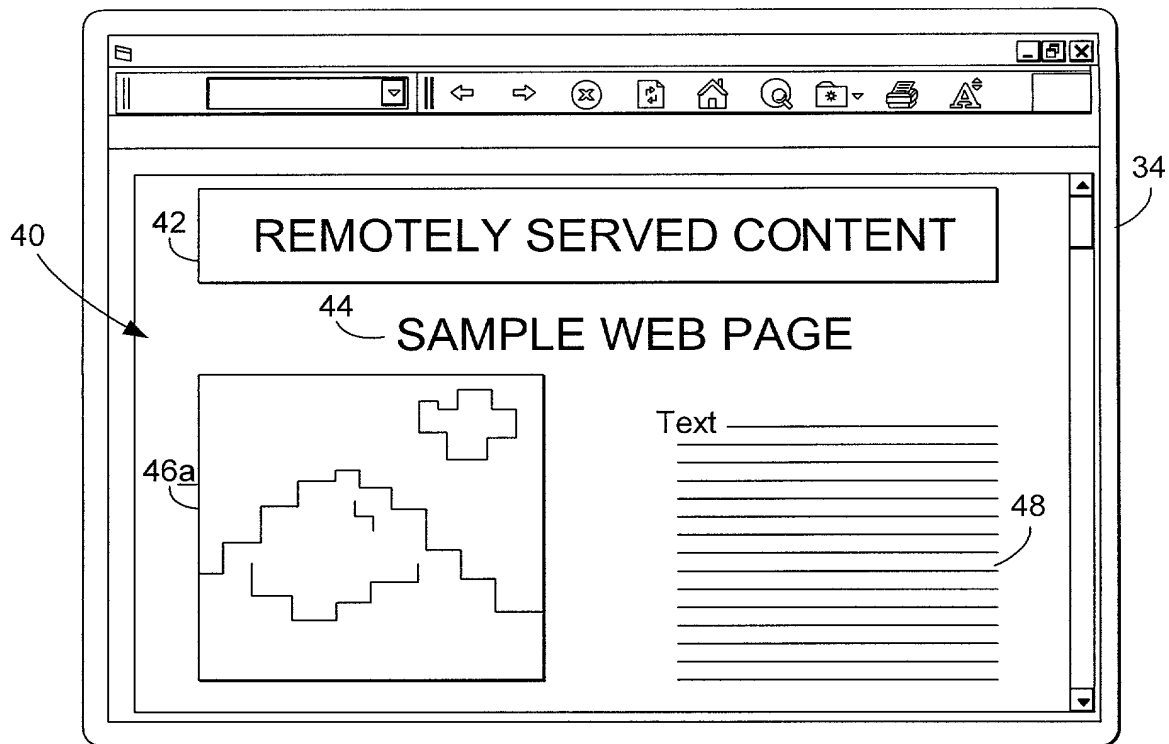 34
42
REMOTELY SERVED CONTENT
40
44
SAMPLE WEB PAGE
Text
46a
48
A